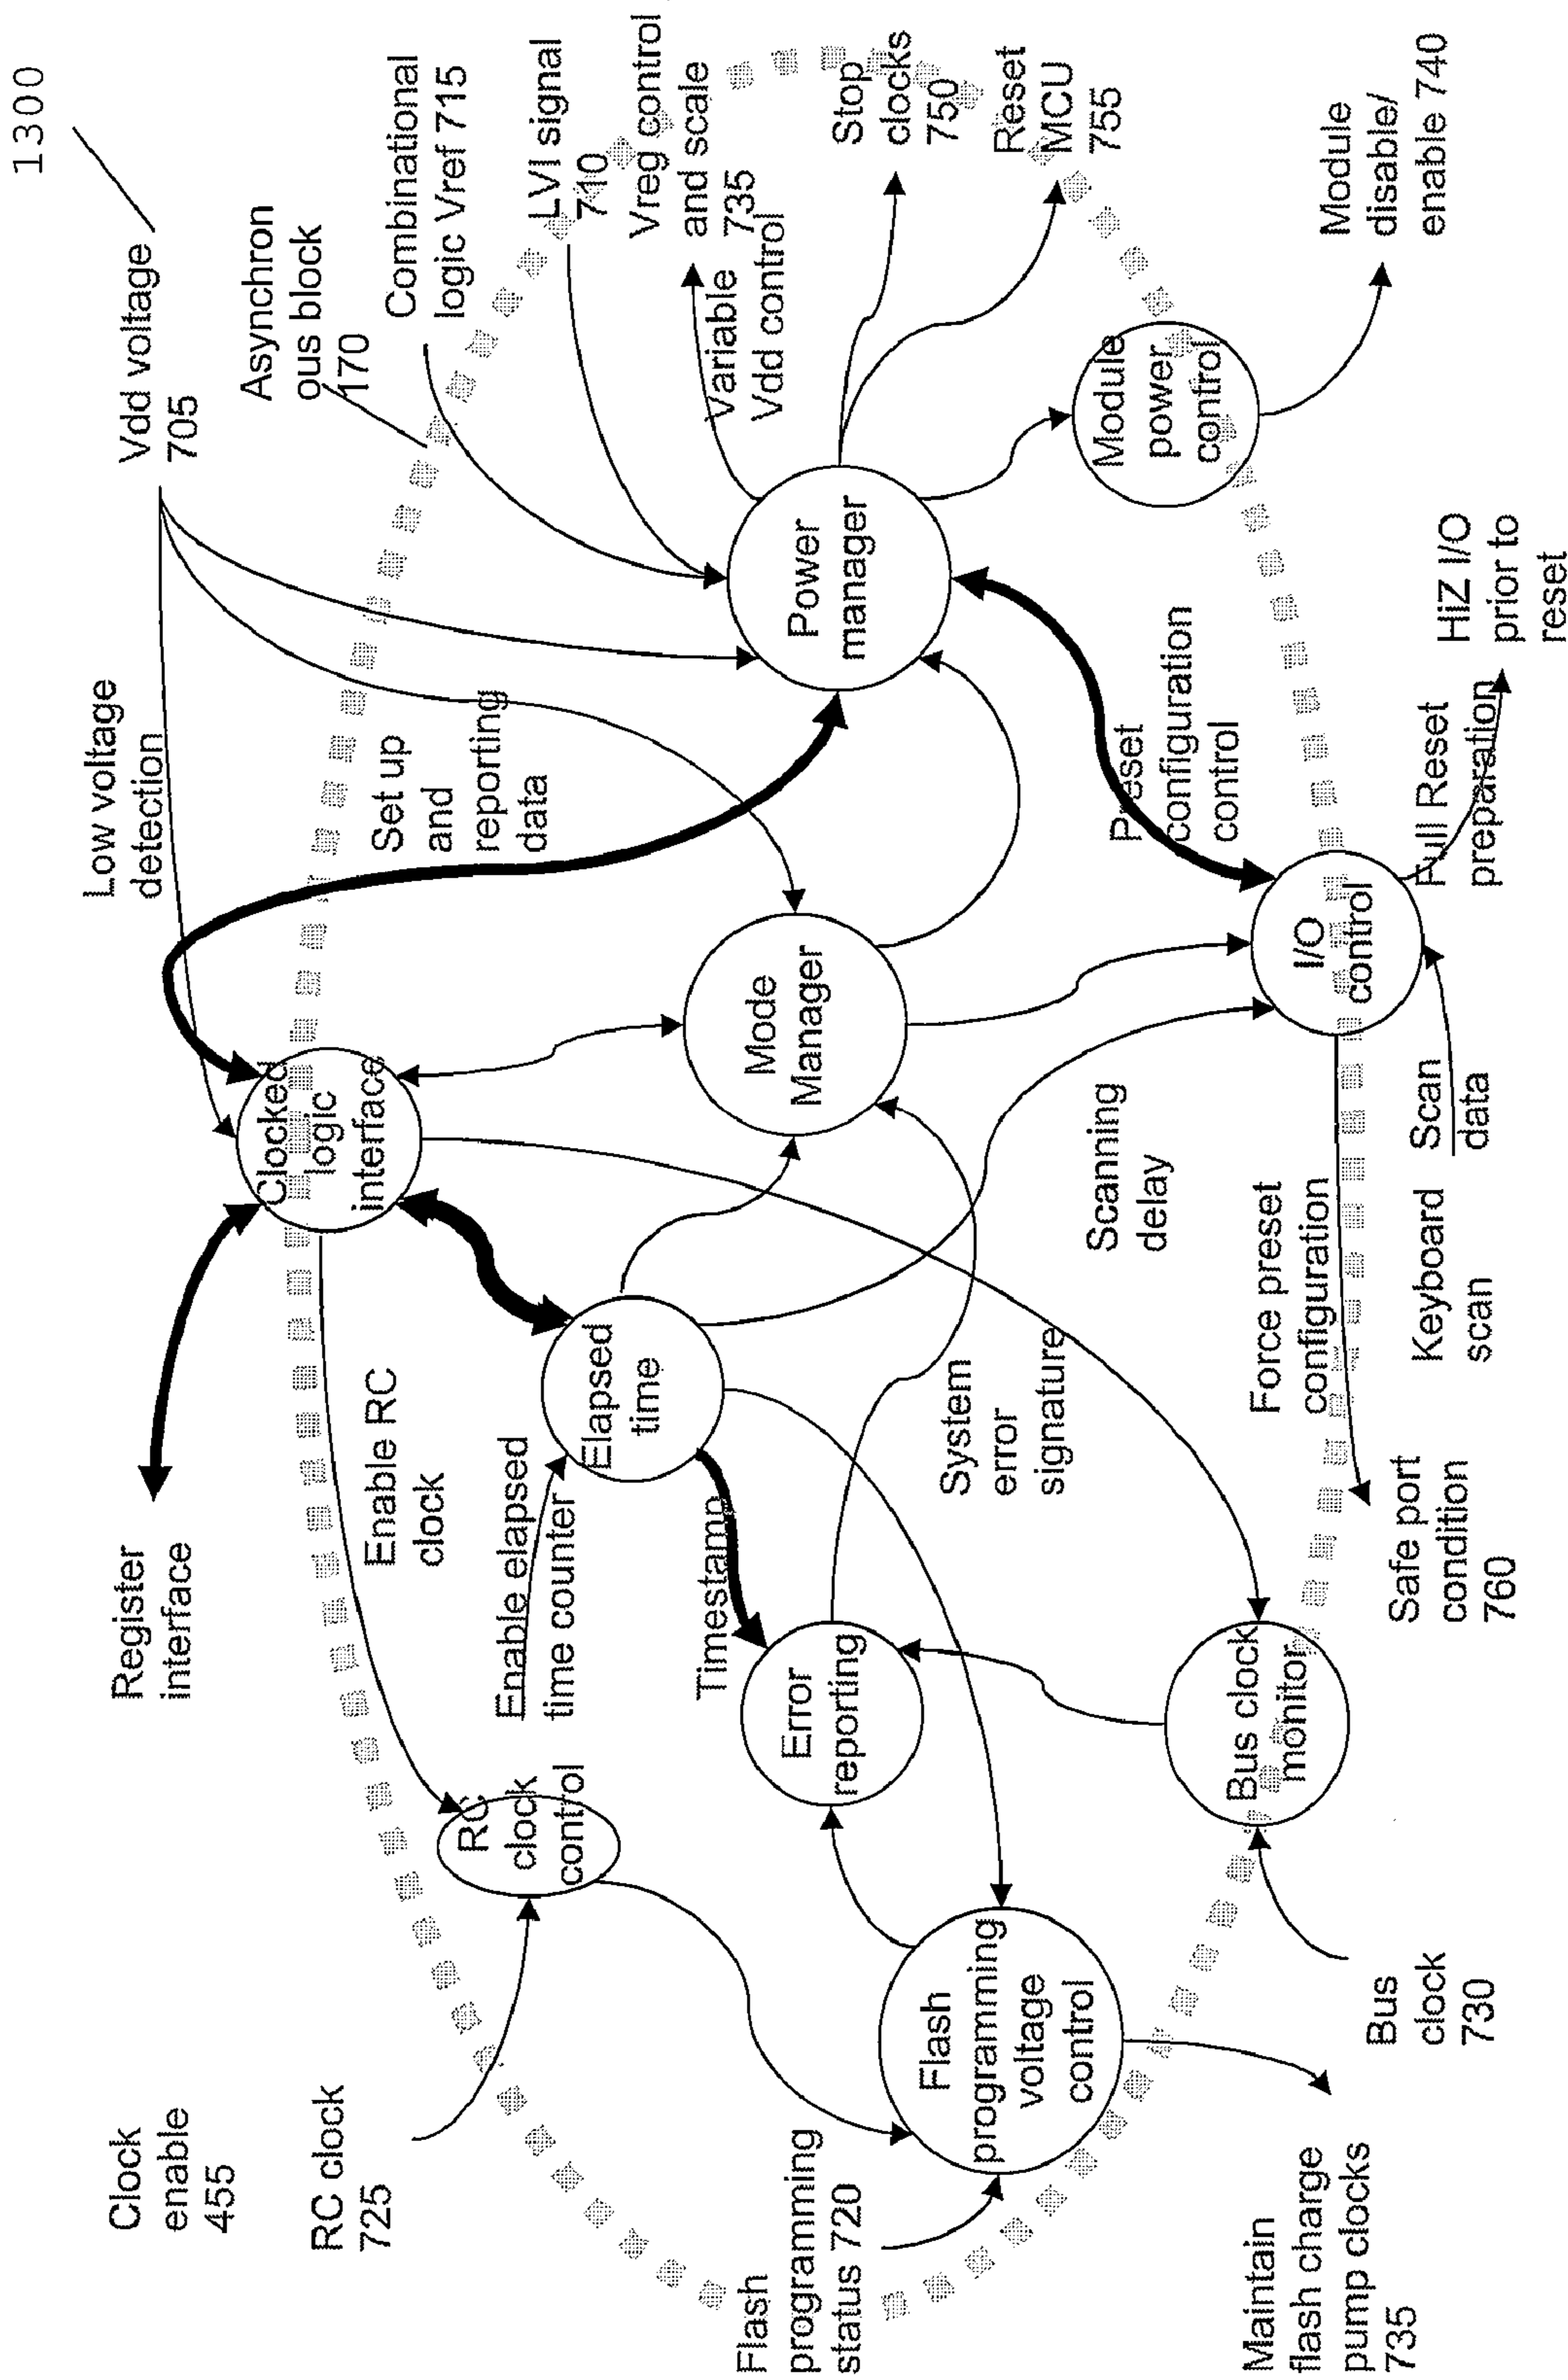 1300
Vdd voltage
705
Asynchron
ous block
170
Combinational
logic Vref 715
LVI signal
710
Vreg control
and scale
735
Variable
Vdd control
Stop
clocks
750
Reset
MCU
755
Module
disable/
enable 740
Low voltage
detection
Set up
and
reporting
data
Power
manager
Module
power
control
Preset
configuration
control
HiZ I/O
prior to
reset
Full Reset
preparation
Register
interface
Clocked
logic
interface
Mode
Manager
I/O
control
Enable RC
clock
Enable elapsed
time counter
Elapsed
time
Timestamp
System
error
signature
Scanning
delay
Force preset
configuration
Scan
data
Keyboard
scan
Safe port
condition
760
Clock
enable
455
RC clock
725
RC
clock
control
Error
reporting
Bus clock
monitor
Flash
programming
voltage
control
Flash
programming
status 720
Bus
clock
730
Maintain
flash charge
pump clocks
735